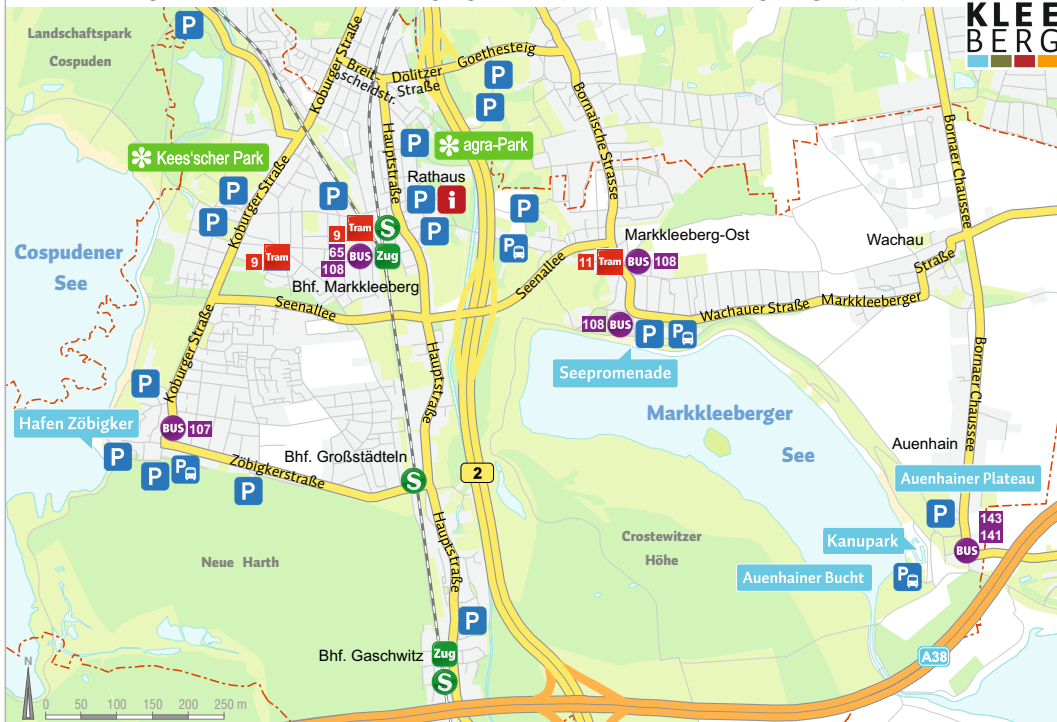 KLEE
BERG
Landschaftspark
Cospuden
P
Koburger Straße
Breit-
scheidstr.
Dölitzer
Straße
Goethesteig
P
P
Bornaische Strasse
Bornaer Chaussee
Hauptstraße
P
agra-Park
Kees'scher Park
Rathaus
P
i
P
P
P
P
Koburger Straße
P
P
9
Tram
S
65
108
BUS
Zug
Bhf. Markkleeberg
9
Tram
Markkleeberg-Ost
11
Tram
BUS
108
Wachau
Straße
Markkleeberger
Wachauer Straße
Cospudener
See
Seenallee
Seenallee
108
BUS
P
P
Seepromenade
Koburger Straße
Hauptstraße
Bornaer Chaussee
P
Markkleeberger
See
Hafen Zöbigker
BUS
107
P
P
P
P
Zöbigkerstraße
Bhf. Großstädteln
S
2
Auenhain
Auenhainer Plateau
P
143
141
BUS
Kanupark
Auenhainer Bucht
P
Crostewitzer
Höhe
Neue Harth
Hauptstraße
P
Bhf. Gaschwitz
Zug
S
A38
N
0
50
100
150
200
250 m